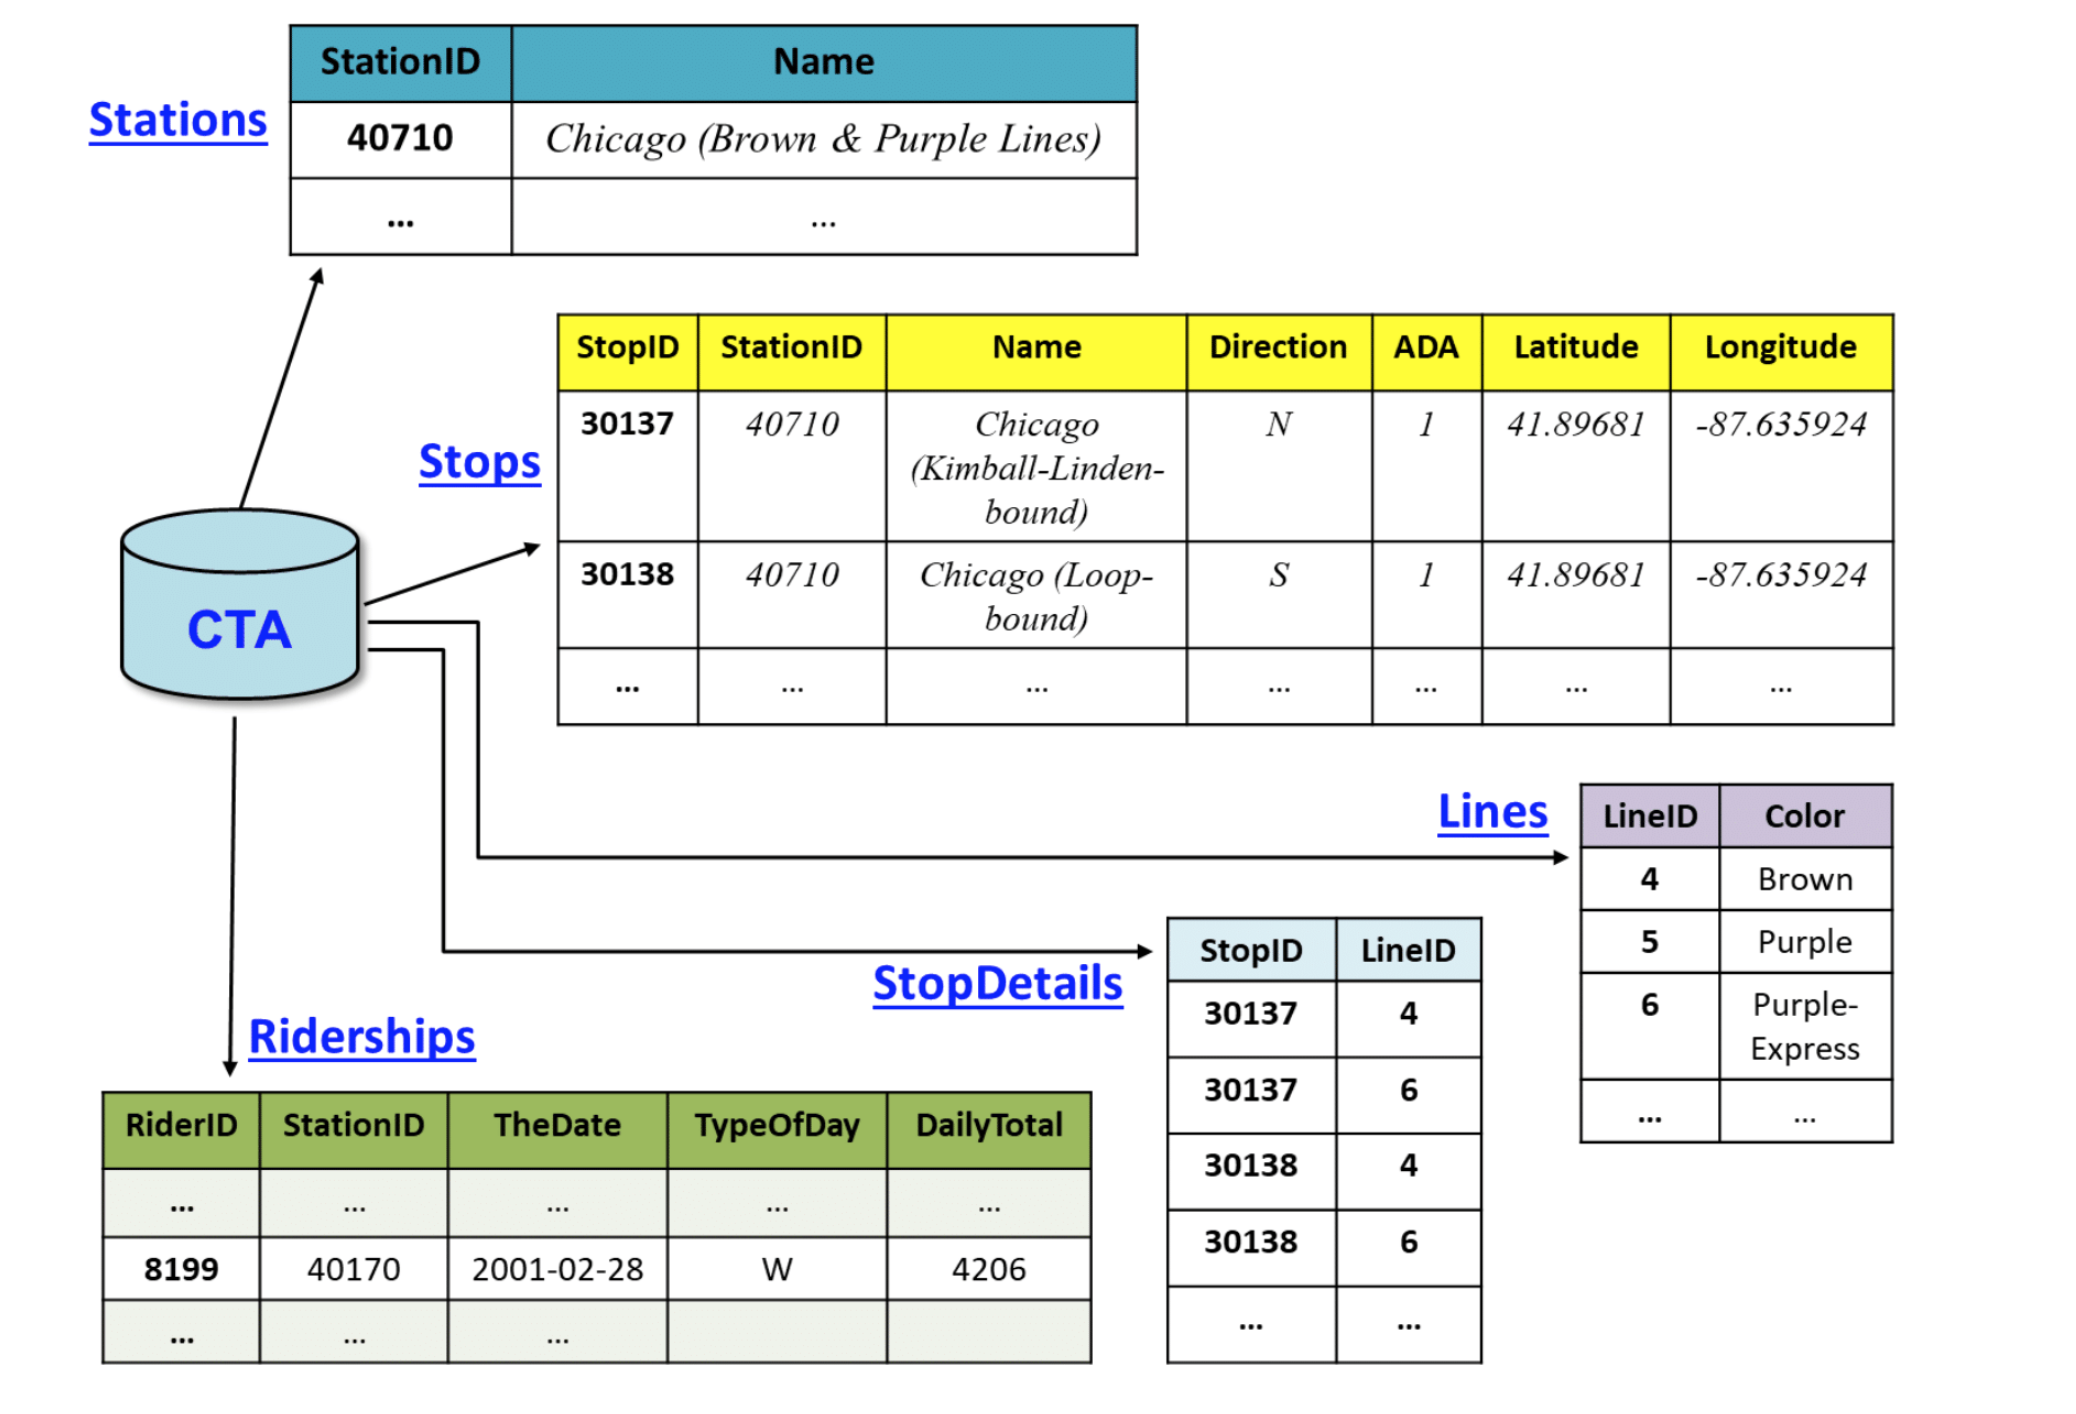 StationID Name
Stations
40710 Chicago (Brown & Purple Lines)
... ...
StopID StationID Name Direction ADA Latitude Longitude
30137 40710 Chicago N 1 41.89681 -87.635924
(Kimball-Linden-
bound)
Stops
30138 40710 Chicago (Loop- S 1 41.89681 -87.635924
bound)
... ... ... ... ... ... ...
CTA
Lines
LineID Color
4 Brown
5 Purple
6 Purple-
Express
... ...
StopDetails
StopID LineID
30137 4
30137 6
30138 4
30138 6
... ...
Riderships
RiderID StationID TheDate TypeOfDay DailyTotal
... ... ... ... ...
8199 40170 2001-02-28 W 4206
... ... ...